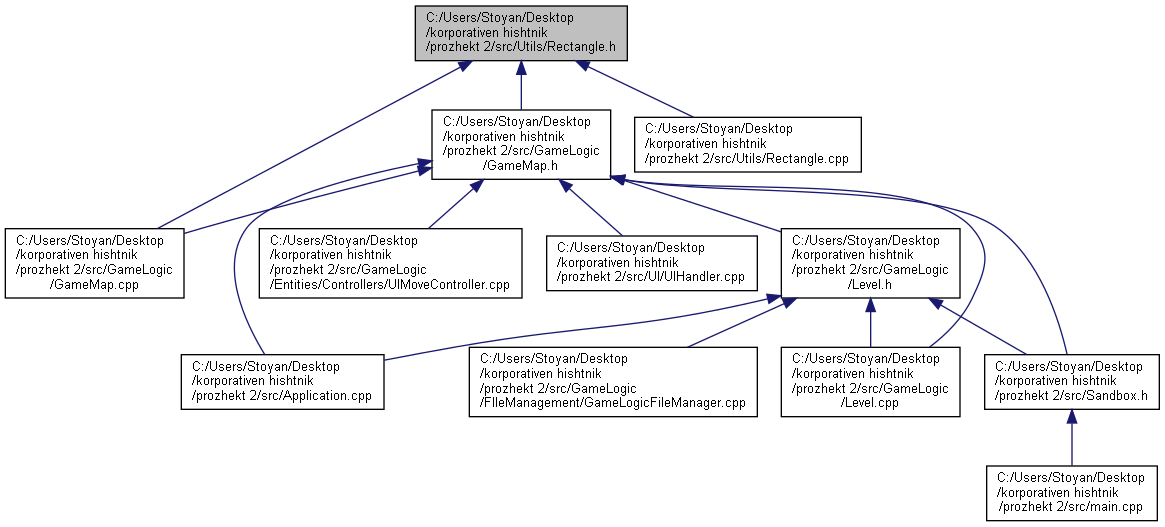 C:/Users/Stoyan/Desktop
/korporativen hishtnik
/prozhekt 2/src/Utils/Rectangle.h
C:/Users/Stoyan/Desktop
/korporativen hishtnik
/prozhekt 2/src/GameLogic
/GameMap.h
C:/Users/Stoyan/Desktop
/korporativen hishtnik
/prozhekt 2/src/Utils/Rectangle.cpp
C:/Users/Stoyan/Desktop
/korporativen hishtnik
/prozhekt 2/src/GameLogic
/GameMap.cpp
C:/Users/Stoyan/Desktop
/korporativen hishtnik
/prozhekt 2/src/GameLogic
/Entities/Controllers/UIMoveController.cpp
C:/Users/Stoyan/Desktop
/korporativen hishtnik
/prozhekt 2/src/UI/UIHandler.cpp
C:/Users/Stoyan/Desktop
/korporativen hishtnik
/prozhekt 2/src/GameLogic
/Level.h
C:/Users/Stoyan/Desktop
/korporativen hishtnik
/prozhekt 2/src/Application.cpp
C:/Users/Stoyan/Desktop
/korporativen hishtnik
/prozhekt 2/src/GameLogic
/FIleManagement/GameLogicFileManager.cpp
C:/Users/Stoyan/Desktop
/korporativen hishtnik
/prozhekt 2/src/GameLogic
/Level.cpp
C:/Users/Stoyan/Desktop
/korporativen hishtnik
/prozhekt 2/src/Sandbox.h
C:/Users/Stoyan/Desktop
/korporativen hishtnik
/prozhekt 2/src/main.cpp